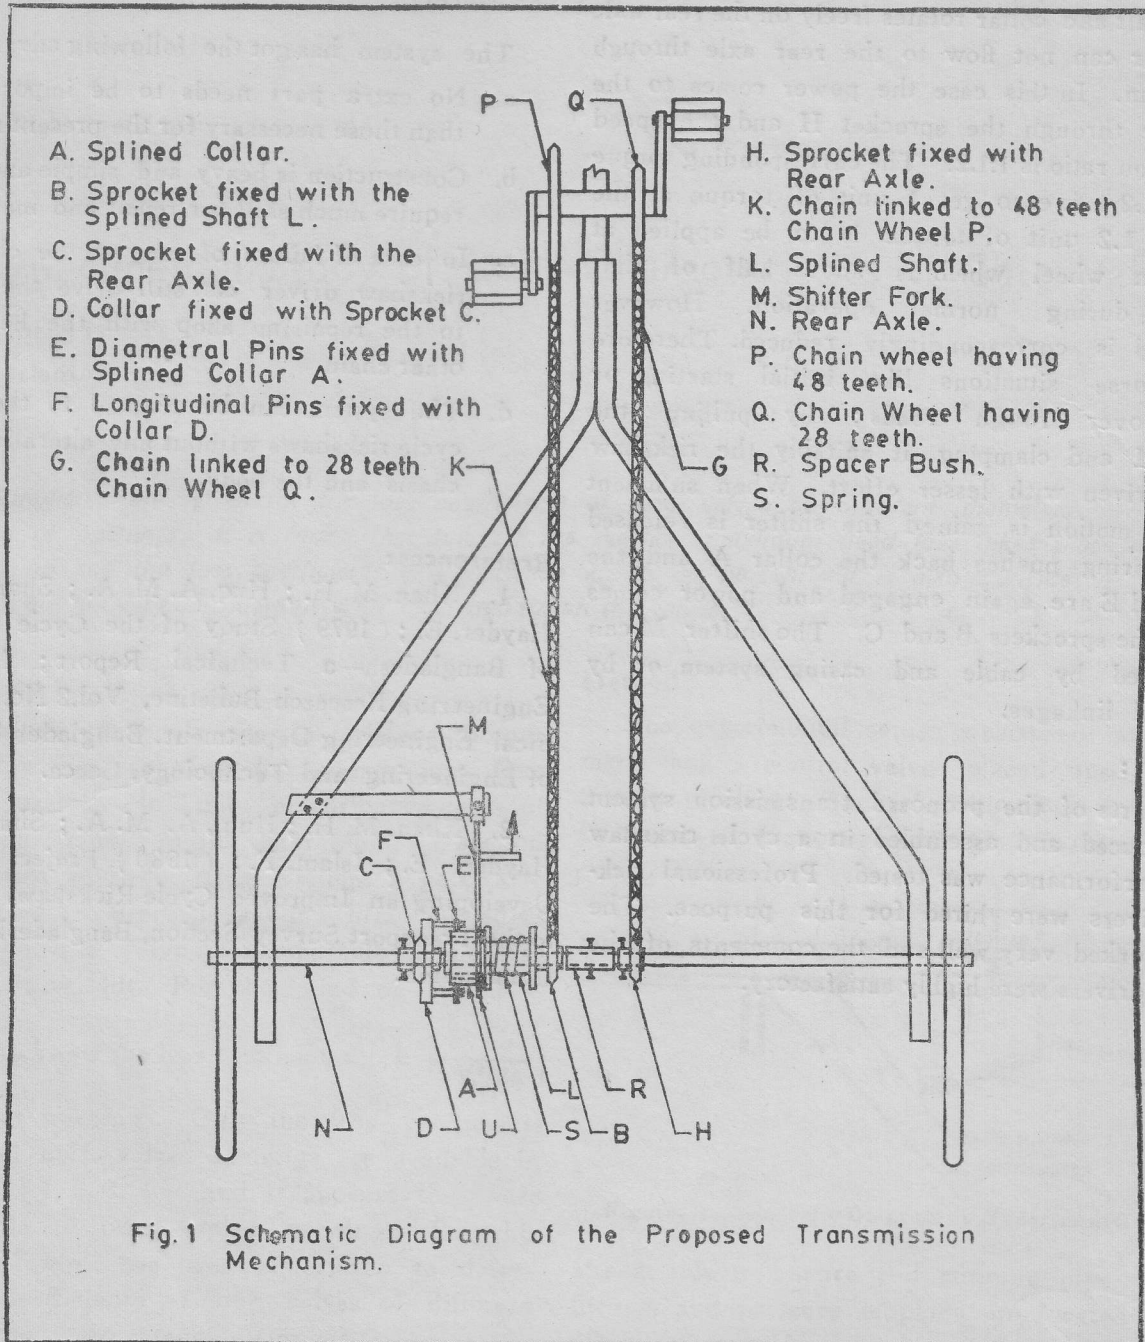 P
Q
A. Splined Collar.
B. Sprocket fixed with the
Splined Shaft L.
C. Sprocket fixed with the
Rear Axle.
D. Collar fixed with Sprocket C.
E. Diametral Pins fixed with
Splined Collar A.
F. Longitudinal Pins fixed with
Collar D.
G. Chain linked to 28 teeth
Chain Wheel Q.
K
G
H. Sprocket fixed with
Rear Axle.
K. Chain linked to 48 teeth
Chain Wheel P.
L. Splined Shaft.
M. Shifter Fork.
N. Rear Axle.
P. Chain wheel having
48 teeth.
Q. Chain Wheel having
28 teeth.
R. Spacer Bush.
S. Spring.
M
F
C
E
A
L
R
N
D
U
S
B
H
Fig. 1 Schematic Diagram of the Proposed Transmission
Mechanism.